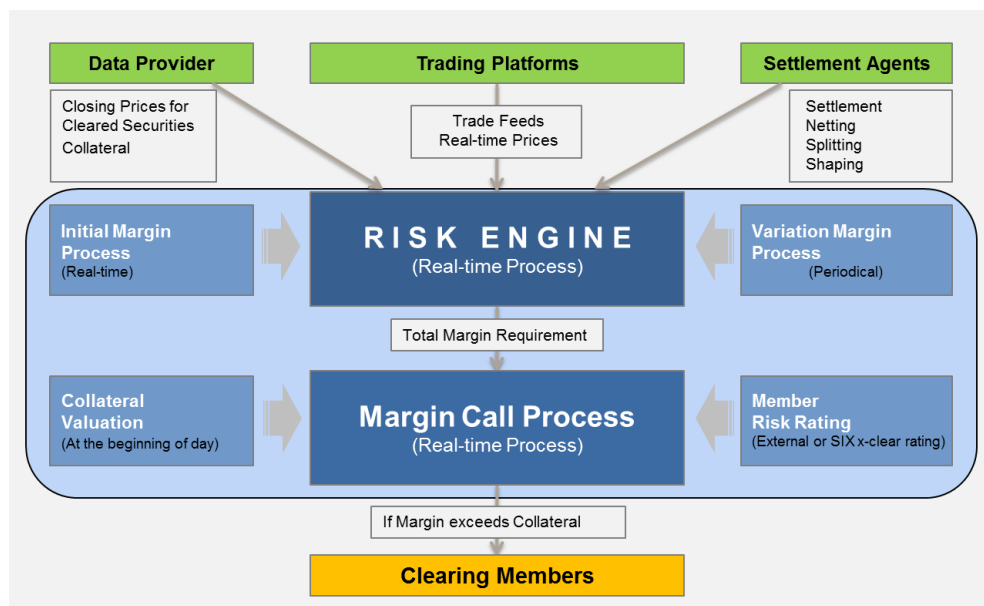 Data Provider
Trading Platforms
Settlement Agents
Closing Prices for
Cleared Securities
Collateral
Trade Feeds
Real-time Prices
Settlement
Netting
Splitting
Shaping
Initial Margin
Process
(Real-time)
RISK ENGINE
(Real-time Process)
Variation Margin
Process
(Periodical)
Total Margin Requirement
Collateral
Valuation
(At the beginning of day)
Margin Call Process
(Real-time Process)
Member
Risk Rating
(External or SIX x-clear rating)
If Margin exceeds Collateral
Clearing Members